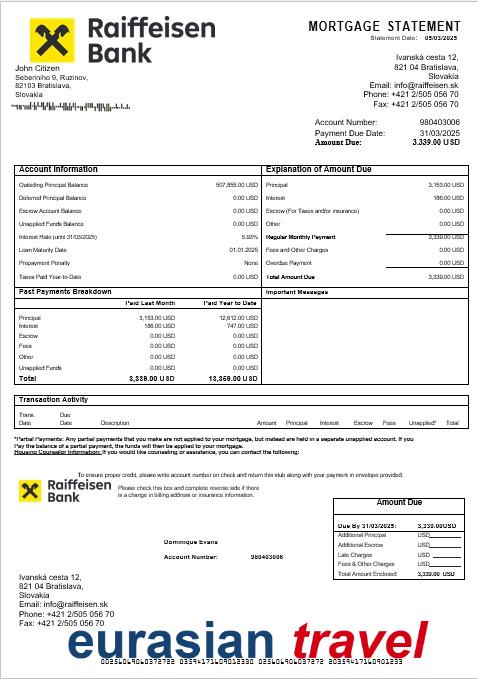 Raiffeisen
Bank
MORTGAGE STATEMENT
Statement Date: 05/03/2025
John Citizen
Seberíniho 9, Ruzinov,
82103 Bratislava,
Slovakia
Ivanská cesta 12,
821 04 Bratislava,
Slovakia
Email: info@raiffeisen.sk
Phone: +421 2/505 056 70
Fax: +421 2/505 056 70
Account Number: 980403006
Payment Due Date: 31/03/2025
Amount Due: 3.339.00 USD
Account Information
Outsiding Principal Balance 507,855.00 USD
Deferred Principal Balance 0.00 USD
Escrow Account Balance 0.00 USD
Unapplied Funds Balance 0.00 USD
Interest Rate (until 31/03/2025) 5.93%
Loan Maturity Date 01.01.2025
Prepayment Penalty None
Taxes Paid Year-to-Date 0.00 USD
Explanation of Amount Due
Principal 3,153.00 USD
Interest 186.00 USD
Escrow (For Taxes and/or insurance) 0.00 USD
Other 0.00 USD
Regular Monthly Payment 3,339.00 USD
Fees and Other Charges 0.00 USD
Overdue Payment 0.00 USD
Total Amount Due 3,339.00 USD
Past Payments Breakdown
Paid Last Month Paid Year to Date
Principal 3,153.00 USD 12,612.00 USD
Interest 186.00 USD 747.00 USD
Escrow 0.00 USD 0.00 USD
Fees 0.00 USD 0.00 USD
Other 0.00 USD 0.00 USD
Unapplied Funds 0.00 USD 0.00 USD
Total 3,339.00 USD 13,359.00 USD
Important Messages
Transaction Activity
Trans. Date Due Date Description Amount Principal Interest Escrow Fees Unapplied* Total
*Partial Payments: Any partial payments that you make are not applied to your mortgage, but instead are held in a separate unapplied account. If you
Pay the balance of a partial payment, the funds will then be applied to your mortgage.
Housing Counselor Information: If you would like counseling or assistance, you can contact the following:
To ensure proper credit, please write account number on check and return this stub along with your payment in envelope provided.
Raiffeisen
Bank
Please check this box and complete reverse side if there
is a change in billing address or insurance information.
Dominique Evans
Account Number: 980403006
Amount Due
Due By 31/03/2025: 3,339.00USD
Additional Principal USD
Additional Escrow USD
Late Charges USD
Fees & Other Charges USD
Total Amount Enclosed 3,339.00 USD
Ivanská cesta 12,
821 04 Bratislava,
Slovakia
Email: info@raiffeisen.sk
Phone: +421 2/505 056 70
Fax: +421 2/505 056 70
eurasian travel